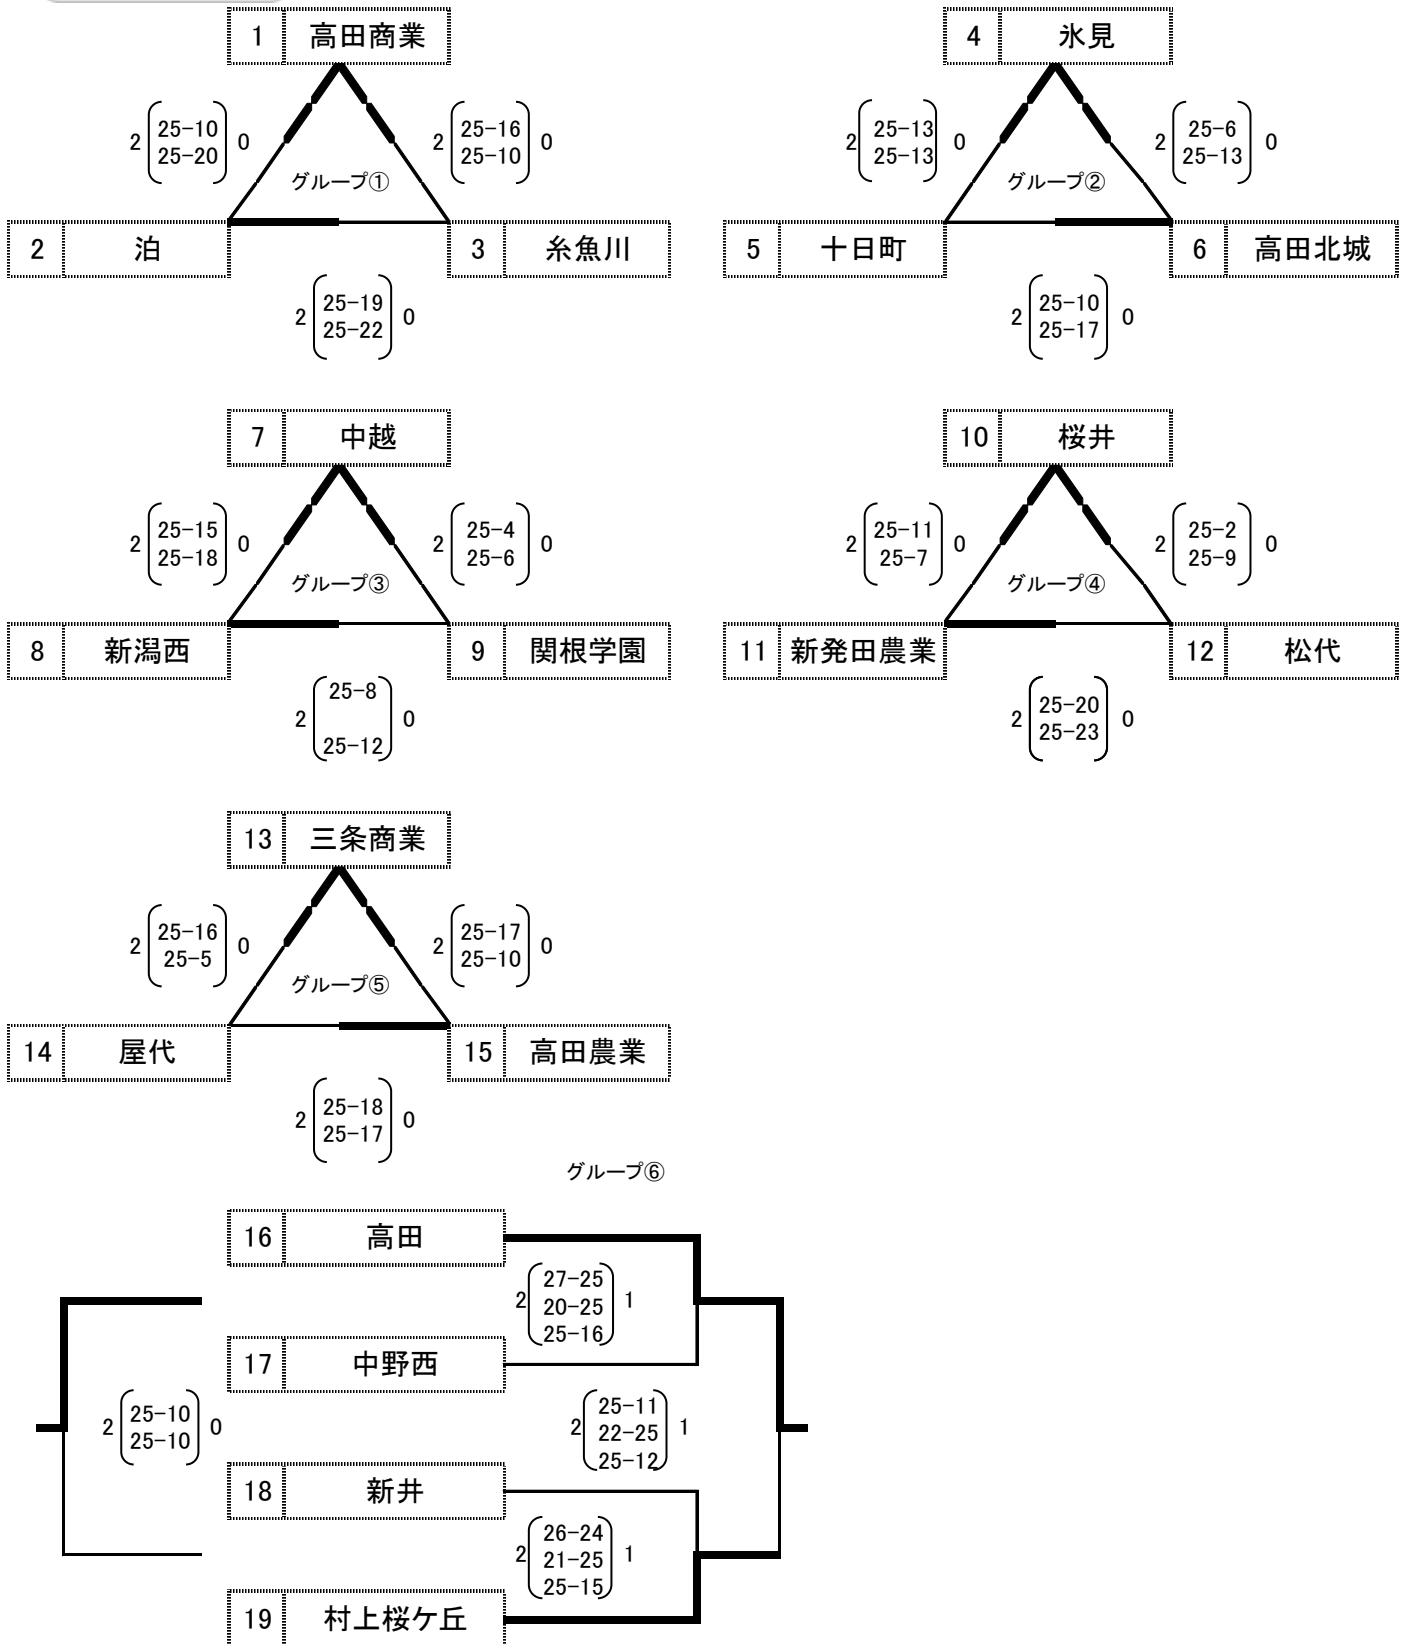 1 高田商業
4 氷見
2 25-10 0
25-20
2 25-16 0
25-10
2 25-13 0
25-13
2 25-6 0
25-13
グループ①
グループ②
2 泊
3 糸魚川
5 十日町
6 高田北城
2 25-19 0
25-22
2 25-10 0
25-17
7 中越
10 桜井
2 25-15 0
25-18
2 25-4 0
25-6
2 25-11 0
25-7
2 25-2 0
25-9
グループ③
グループ④
8 新潟西
9 関根学園
11 新発田農業
12 松代
2 25-8 0
25-12
2 25-20 0
25-23
13 三条商業
2 25-16 0
25-5
2 25-17 0
25-10
グループ⑤
14 屋代
15 高田農業
2 25-18 0
25-17
グループ⑥
16 高田
2 27-25 1
20-25
25-16
17 中野西
2 25-10 0
25-10
2 25-11 1
22-25
25-12
18 新井
2 26-24 1
21-25
25-15
19 村上桜ケ丘